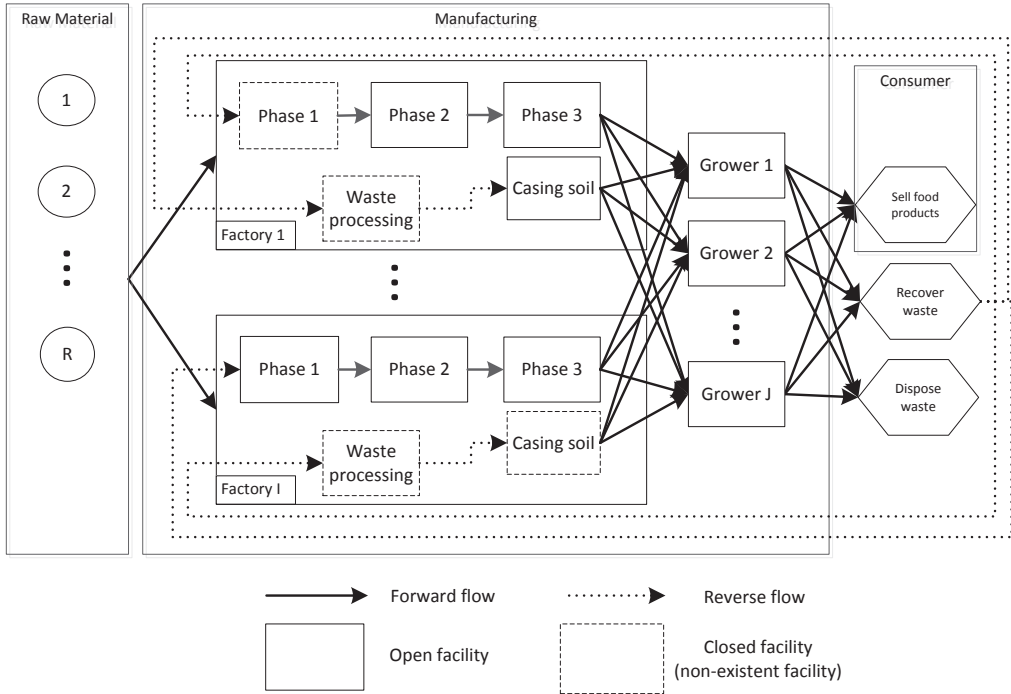 Raw Material
Manufacturing
1
2
R
Consumer
Phase 1
Phase 2
Phase 3
Waste
processing
Casing soil
Factory 1
Grower 1
Grower 2
Grower J
Sell food
products
Recover
waste
Dispose
waste
Phase 1
Phase 2
Phase 3
Waste
processing
Casing soil
Factory I
Forward flow
Reverse flow
Open facility
Closed facility
(non-existent facility)